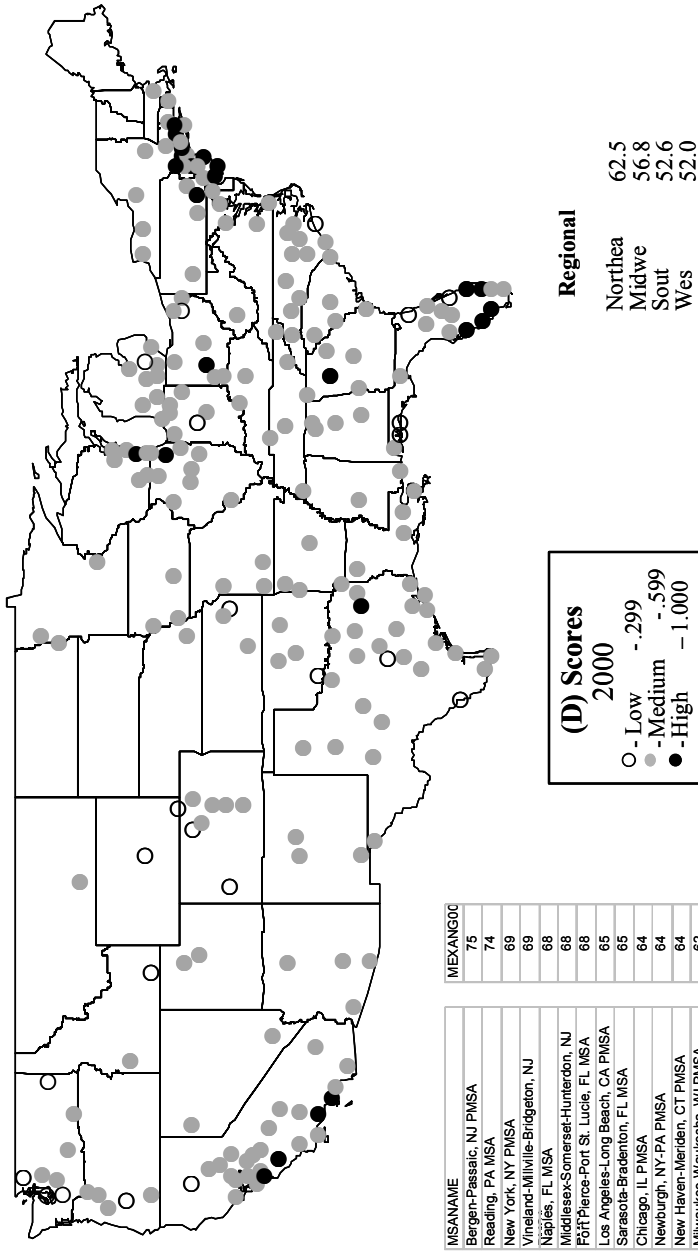 Regional
Northea 62.5
Midwe 56.8
Sout 52.6
Wes 52.0
(D) Scores
2000
- Low -.299
-Medium -.599
-High – 1.000
MSANAME MEXANG00
Bergen-Passaic, NJ PMSA 75
Reading, PA MSA 74
New York, NY PMSA 69
Vineland-Millville-Bridgeton, NJ 69
Naples, FL MSA 68
Middlesex-Somerset-Hunterdon, NJ 68
Fort Pierce-Port St. Lucie, FL MSA 68
Los Angeles-Long Beach, CA PMSA 65
Sarasota-Bradenton, FL MSA 65
Chicago, IL PMSA 64
Newburgh, NY-PA PMSA 64
New Haven-Meriden, CT PMSA 64